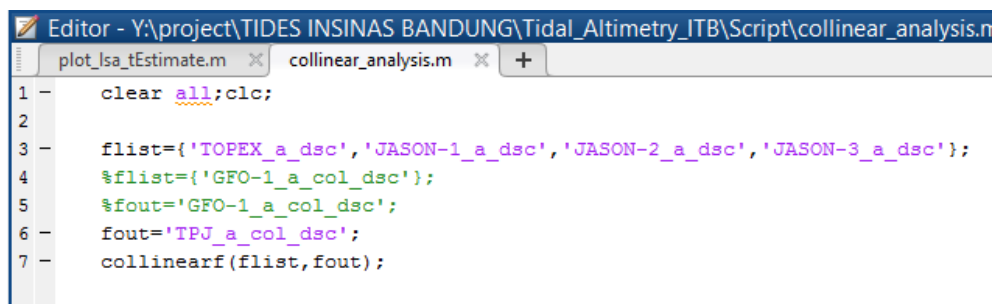 Editor - Y:\project\TIDES INSINAS BANDUNG\Tidal_Altimetry_ITB\Script\collinear_analysis.m
plot_lsa_tEstimate.m × collinear_analysis.m × +
1 - clear all;clc;
2
3 - flist={'TOPEX_a_dsc','JASON-1_a_dsc','JASON-2_a_dsc','JASON-3_a_dsc'};
4 %flist={'GFO-1_a_col_dsc'};
5 %fout='GFO-1_a_col_dsc';
6 - fout='TPJ_a_col_dsc';
7 - collinearf(flist,fout);